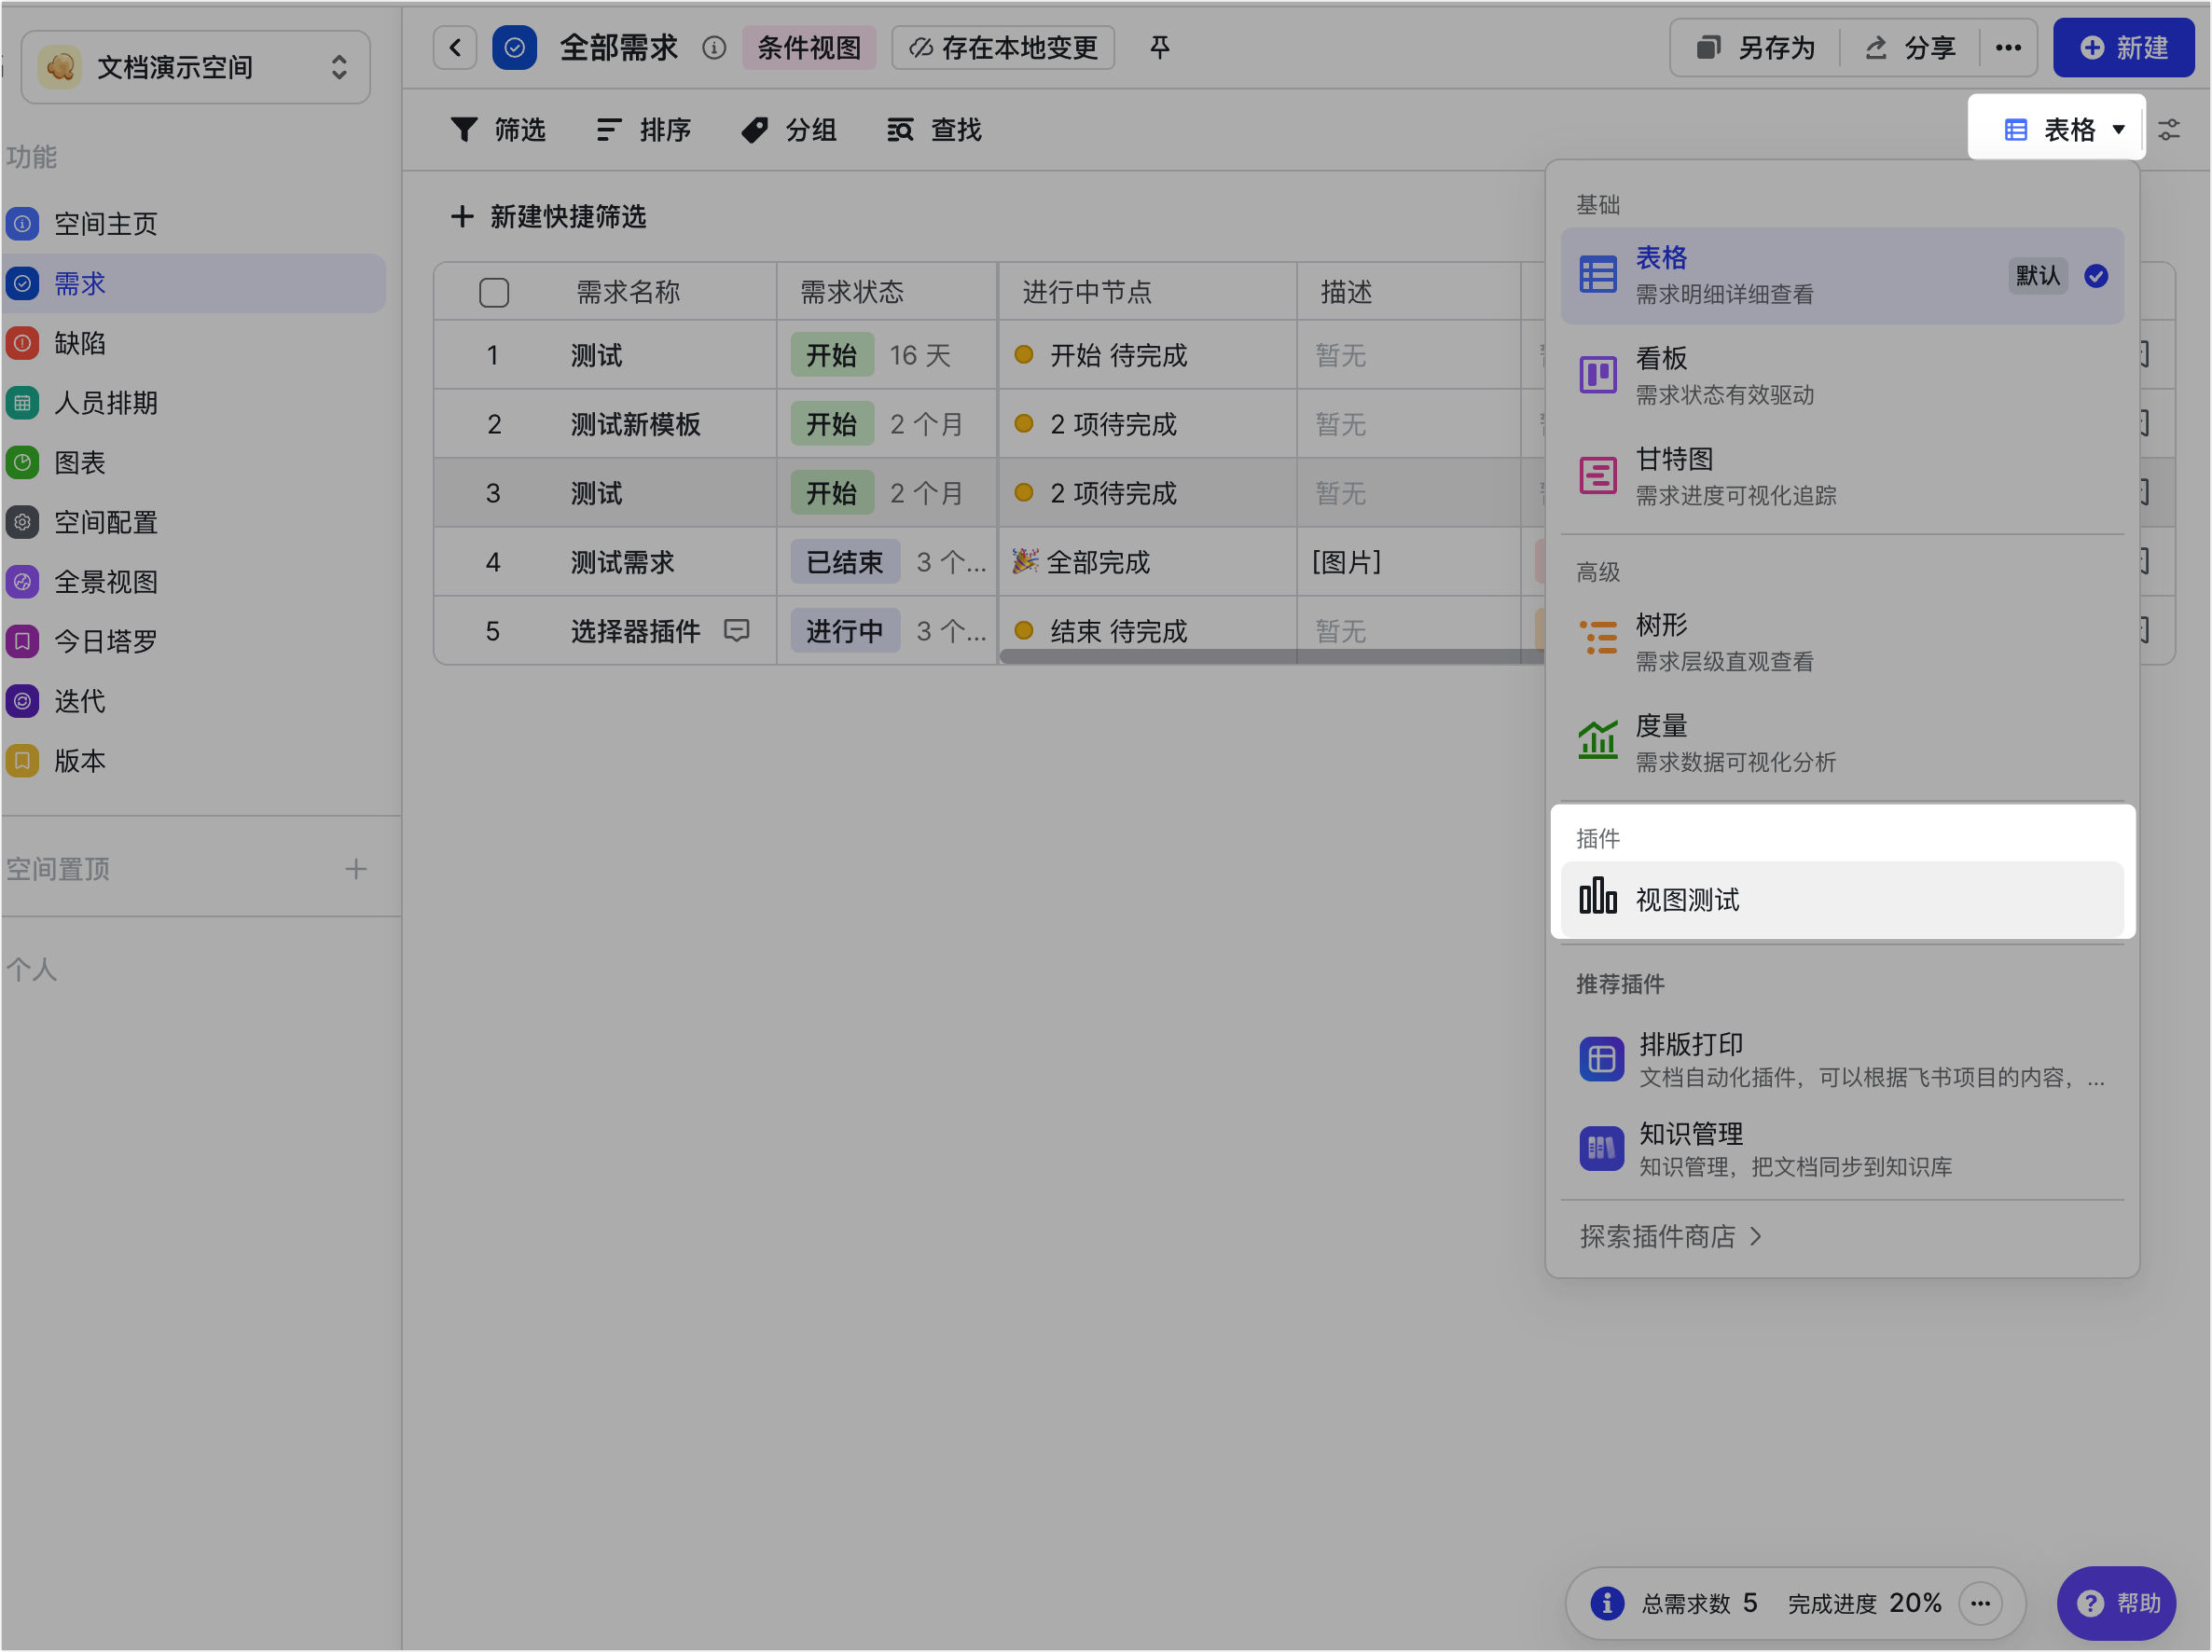 文档演示空间
功能
空间主页
需求
缺陷
人员排期
图表
空间配置
全景视图
今日塔罗
迭代
版本
空间置顶
个人
全部需求 条件视图 存在本地变更 另存为 分享 新建
筛选 排序 分组 查找 表格
新建快捷筛选
需求名称 需求状态 进行中节点 描述
1 测试 开始 16 天 开始 待完成 暂无
2 测试新模板 开始 2 个月 2 项待完成 暂无
3 测试 开始 2 个月 2 项待完成 暂无
4 测试需求 已结束 3 个... 全部完成 [图片]
5 选择器插件 进行中 3 个... 结束 待完成 暂无
基础
表格
需求明细详细查看
默认
看板
需求状态有效驱动
甘特图
需求进度可视化追踪
高级
树形
需求层级直观查看
度量
需求数据可视化分析
插件
视图测试
推荐插件
排版打印
文档自动化插件，可以根据飞书项目的内容，...
知识管理
知识管理，把文档同步到知识库
探索插件商店
总需求数 5 完成进度 20%
帮助